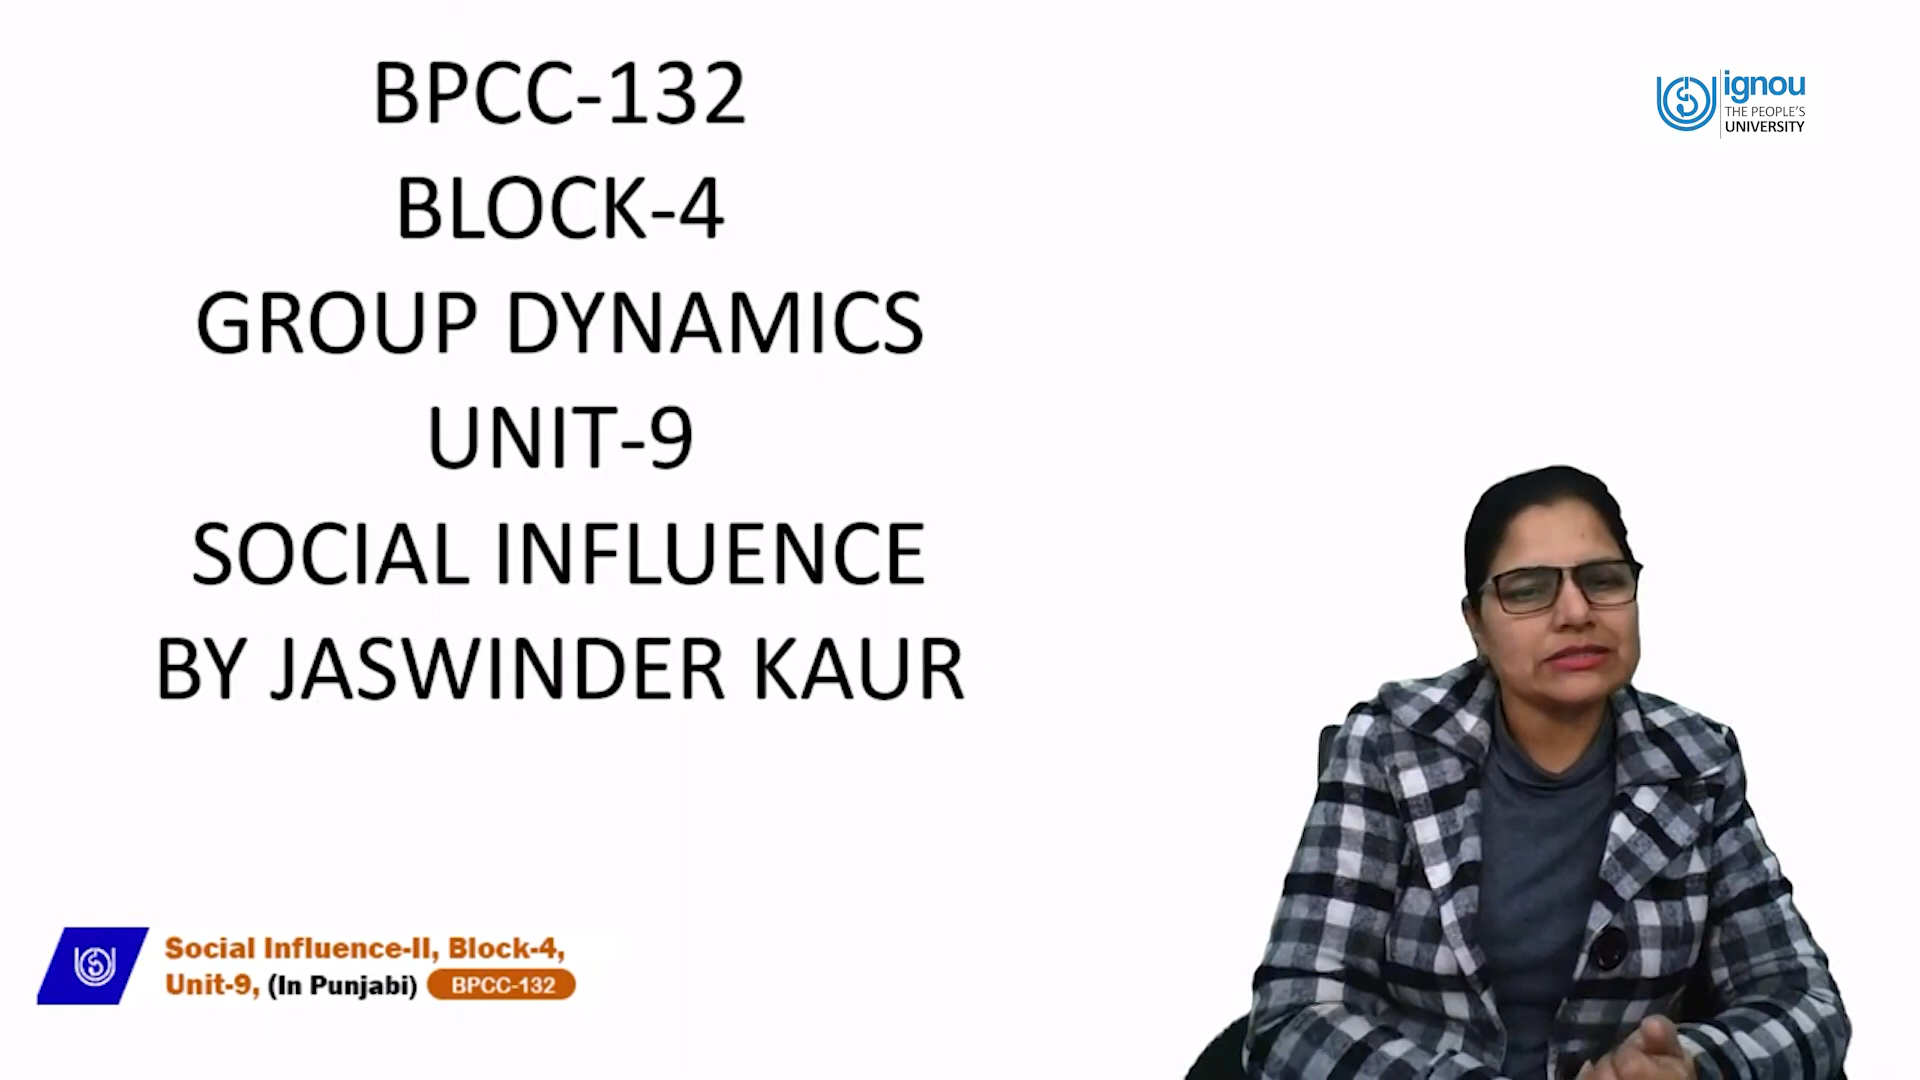 BPCC-132
BLOCK-4
GROUP DYNAMICS
UNIT-9
SOCIAL INFLUENCE
BY JASWINDER KAUR
ignou
THE PEOPLE'S
UNIVERSITY
Social Influence-II, Block-4,
Unit-9, (In Punjabi) BPCC-132